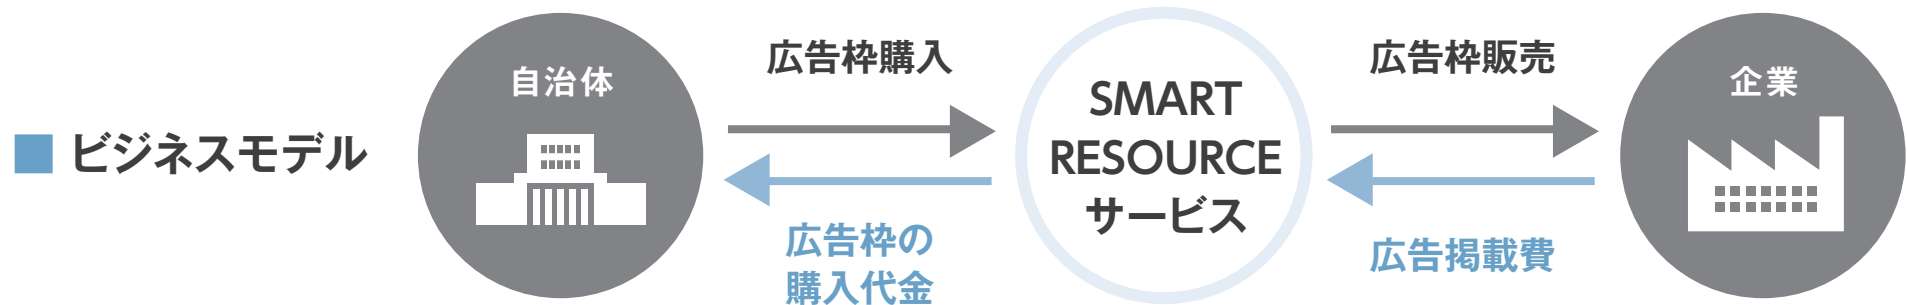 ■ ビジネスモデル
自治体
広告枠購入
広告枠の
購入代金
SMART
RESOURCE
サービス
広告枠販売
広告掲載費
企業